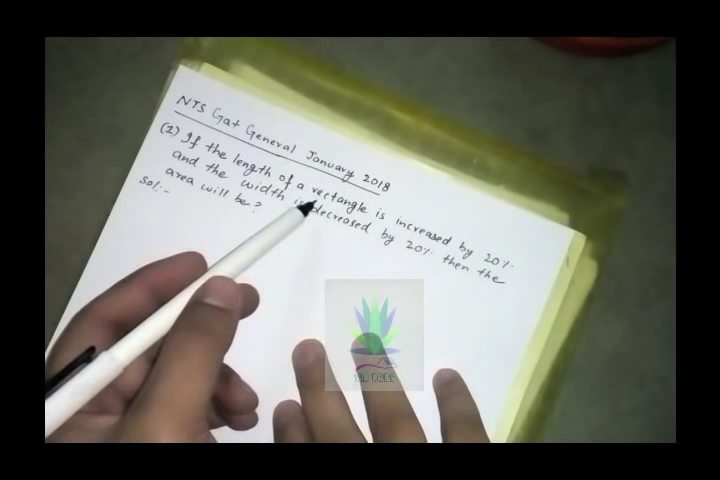 NTS Gat General January 2018
(1) If the length of a rectangle is increased by 20%.
and the width is decreased by 20%. then the
area will be?
Sol:-